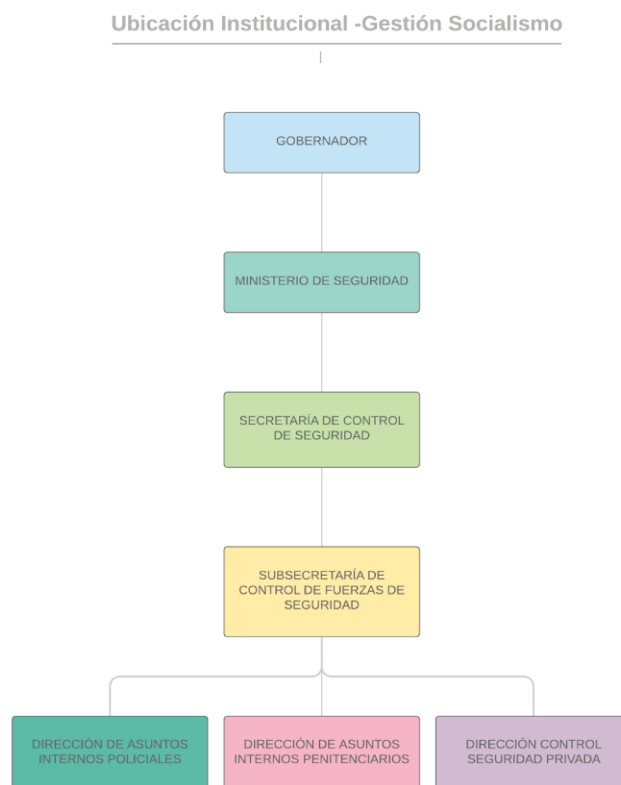 Ubicación Institucional -Gestión Socialismo
GOBERNADOR
MINISTERIO DE SEGURIDAD
SECRETARÍA DE CONTROL
DE SEGURIDAD
SUBSECRETARÍA DE
CONTROL DE FUERZAS DE
SEGURIDAD
DIRECCIÓN DE ASUNTOS
INTERNOS POLICIALES
DIRECCIÓN DE ASUNTOS
INTERNOS PENITENCIARIOS
DIRECCIÓN CONTROL
SEGURIDAD PRIVADA